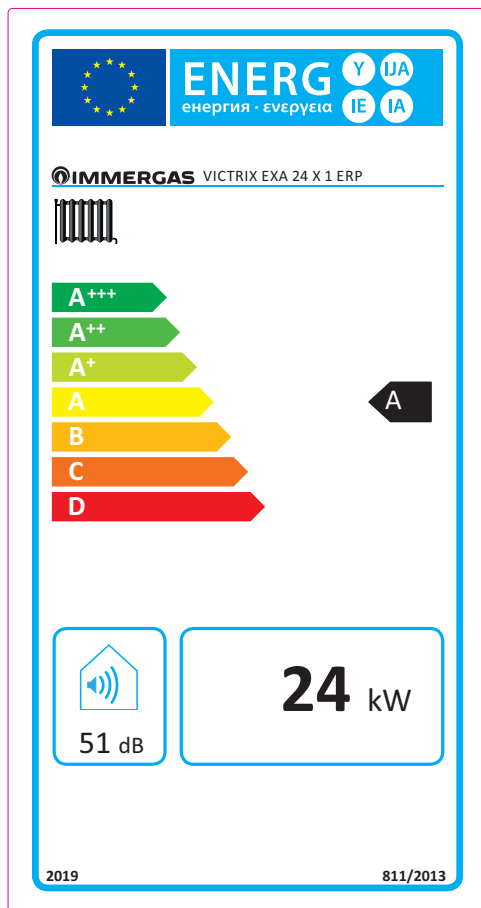 ENERG Y IJA
енергия · ενεργεια IE IA
IMMERGAS VICTRIX EXA 24 X 1 ERP
A+++
A++
A+
A
A
B
C
D
24 kW
51 dB
2019 811/2013